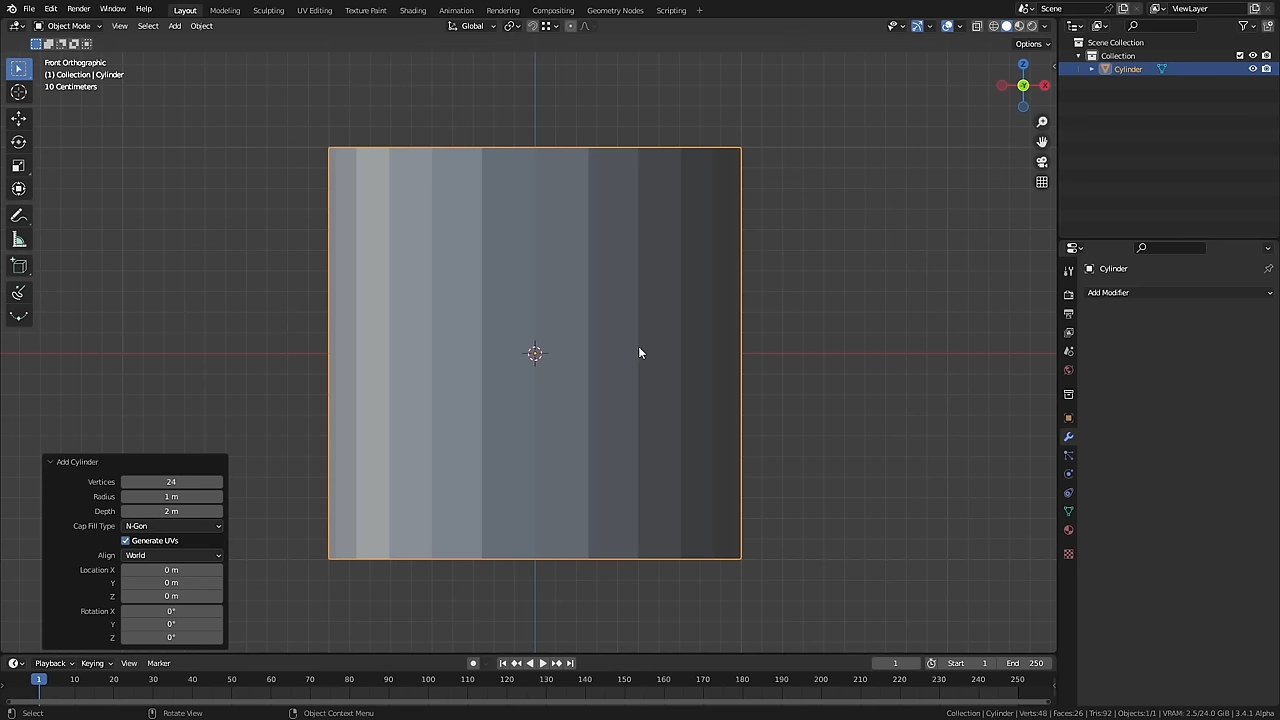 File Edit Render Window Help Layout Modeling Sculpting UV Editing Texture Paint Shading Animation Rendering Compositing Geometry Nodes Scripting + Scene ViewLayer
Object Mode View Select Add Object Global
Options
Front Orthographic
(1) Collection | Cylinder
10 Centimeters
Z
Y
X
Scene Collection
Collection
Cylinder
Cylinder
Add Modifier
Add Cylinder
Vertices 24
Radius 1 m
Depth 2 m
Cap Fill Type N-Gon
Generate UVs
Align World
Location X 0 m
Y 0 m
Z 0 m
Rotation X 0°
Y 0°
Z 0°
Playback Keying View Marker 1 Start 1 End 250
1 10 20 30 40 50 60 70 80 90 100 110 120 130 140 150 160 170 180 190 200 210 220 230 240 250
Select Rotate View Object Context Menu Collection | Cylinder | Verts:48 | Faces:26 | Tris:92 | Objects:1/1 | VRAM: 2.5/24.0 GiB | 3.4.1 Alpha